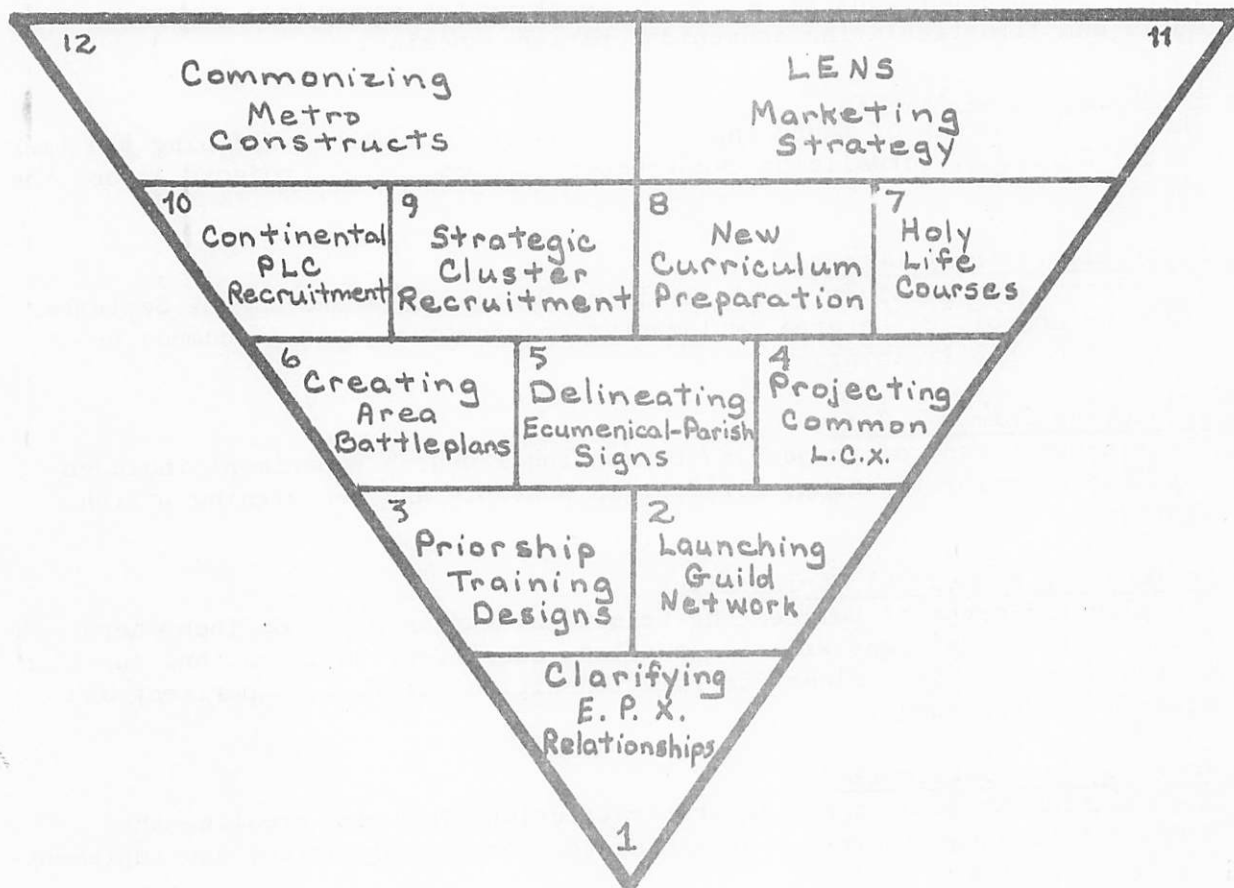 12
Commonizing
Metro
Constructs
11
LENS
Marketing
Strategy
10
Continental
PLC
Recruitment
9
Strategic
Cluster
Recruitment
8
New
Curriculum
Preparation
7
Holy
Life
Courses
6
Creating
Area
Battleplans
5
Delineating
Ecumenical-Parish
Signs
4
Projecting
Common
L.C.X.
3
Priorship
Training
Designs
2
Launching
Guild
Network
Clarifying
E. P. X.
Relationships
1